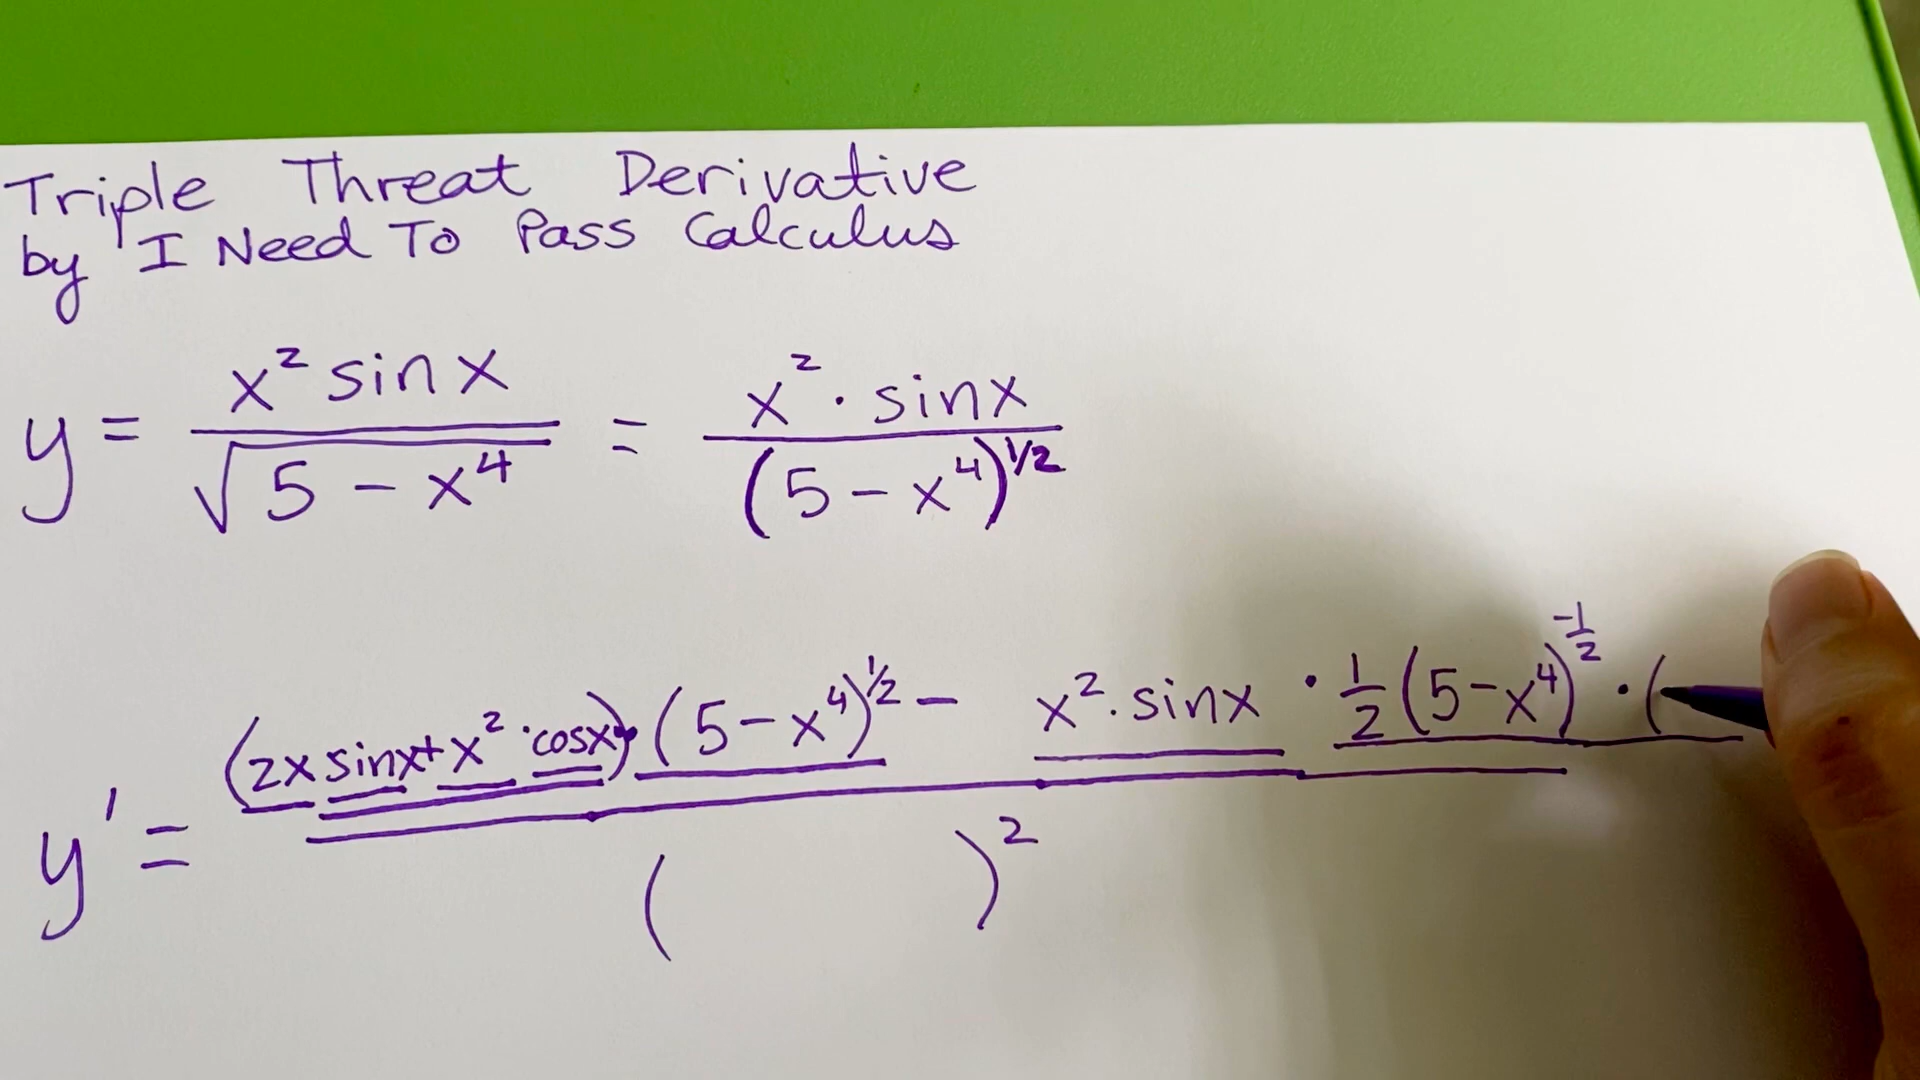 Triple Threat Derivative
by I Need To Pass Calculus
y = x² sin x / √(5 - x⁴) = x² · sin x / (5 - x⁴)^1/2
y' = (2x sinx + x² · cosx) · (5 - x⁴)^1/2 - x² · sinx · 1/2 (5 - x⁴)^-1/2 · ( / ( )²